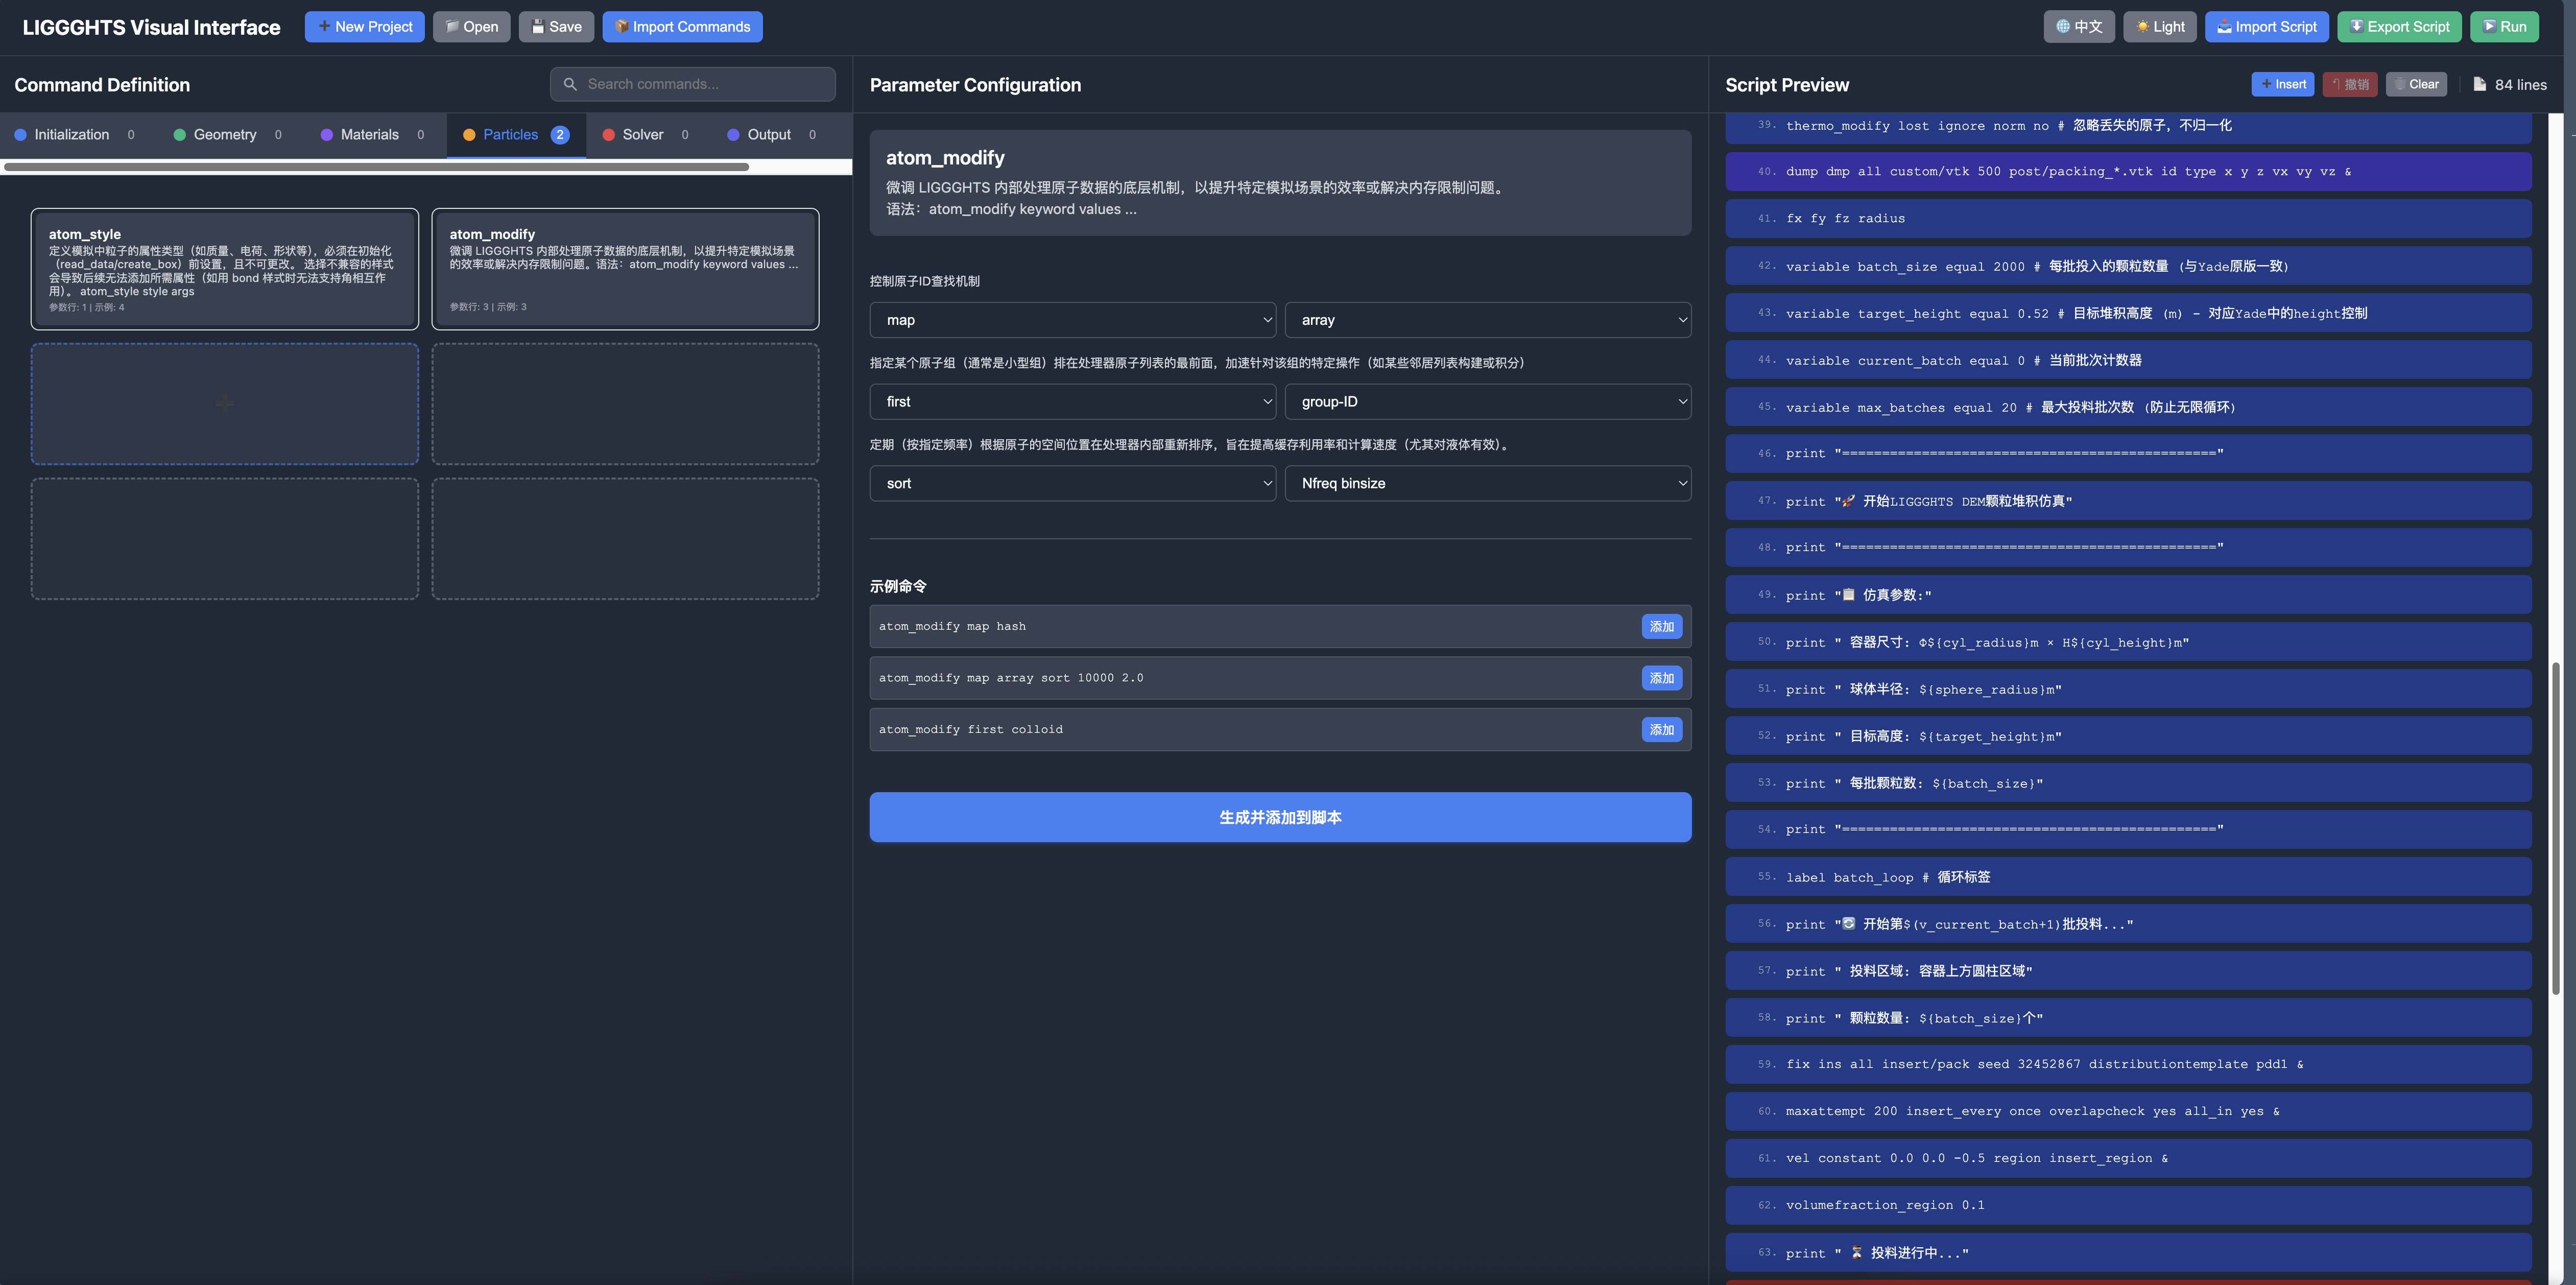 LIGGGHTS Visual Interface
New Project
Open
Save
Import Commands
中文
Light
Import Script
Export Script
Run
Command Definition
Search commands...
Initialization 0
Geometry 0
Materials 0
Particles 2
Solver 0
Output 0
atom_style
定义模拟中粒子的属性类型（如质量、电荷、形状等），必须在初始化
（read_data/create_box）前设置，且不可更改。 选择不兼容的样式
会导致后续无法添加所需属性（如用 bond 样式时无法支持角相互作
用）。 atom_style style args
参数行: 1 | 示例: 4
atom_modify
微调 LIGGGHTS 内部处理原子数据的底层机制，以提升特定模拟场景
的效率或解决内存限制问题。语法：atom_modify keyword values ...
参数行: 3 | 示例: 3
Parameter Configuration
atom_modify
微调 LIGGGHTS 内部处理原子数据的底层机制，以提升特定模拟场景的效率或解决内存限制问题。
语法：atom_modify keyword values ...
控制原子ID查找机制
map
array
指定某个原子组（通常是小型组）排在处理器原子列表的最前面，加速针对该组的特定操作（如某些邻居列表构建或积分）
first
group-ID
定期（按指定频率）根据原子的空间位置在处理器内部重新排序，旨在提高缓存利用率和计算速度（尤其对液体有效）。
sort
Nfreq binsize
示例命令
atom_modify map hash
添加
atom_modify map array sort 10000 2.0
添加
atom_modify first colloid
添加
生成并添加到脚本
Script Preview
Insert
撤销
Clear
84 lines
39. thermo_modify lost ignore norm no # 忽略丢失的原子，不归一化
40. dump dmp all custom/vtk 500 post/packing_*.vtk id type x y z vx vy vz &
41. fx fy fz radius
42. variable batch_size equal 2000 # 每批投入的颗粒数量 (与Yade原版一致)
43. variable target_height equal 0.52 # 目标堆积高度 (m) - 对应Yade中的height控制
44. variable current_batch equal 0 # 当前批次计数器
45. variable max_batches equal 20 # 最大投料批次数 (防止无限循环)
46. print "==============================================="
47. print "🚀 开始LIGGGHTS DEM颗粒堆积仿真"
48. print "==============================================="
49. print "📋 仿真参数:"
50. print " 容器尺寸: Φ${cyl_radius}m × H${cyl_height}m"
51. print " 球体半径: ${sphere_radius}m"
52. print " 目标高度: ${target_height}m"
53. print " 每批颗粒数: ${batch_size}"
54. print "==============================================="
55. label batch_loop # 循环标签
56. print "🔄 开始第$(v_current_batch+1)批投料..."
57. print " 投料区域: 容器上方圆柱区域"
58. print " 颗粒数量: ${batch_size}个"
59. fix ins all insert/pack seed 32452867 distributiontemplate pdd1 &
60. maxattempt 200 insert_every once overlapcheck yes all_in yes &
61. vel constant 0.0 0.0 -0.5 region insert_region &
62. volumefraction_region 0.1
63. print " ⏳ 投料进行中..."